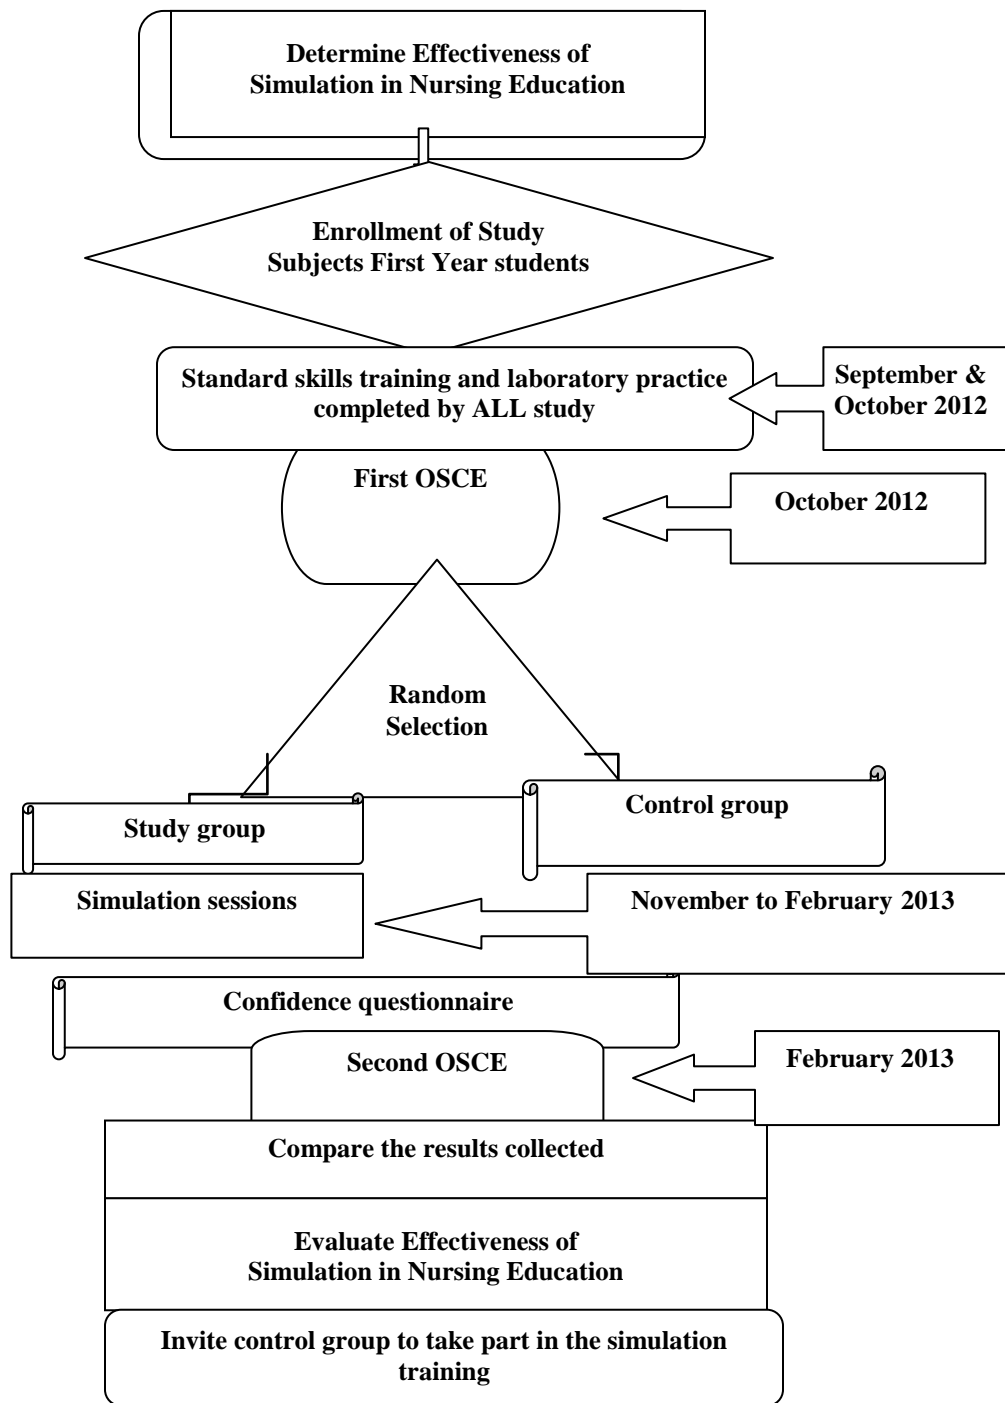 Determine Effectiveness of
Simulation in Nursing Education
Enrollment of Study
Subjects First Year students
Standard skills training and laboratory practice
completed by ALL study
September &
October 2012
First OSCE
October 2012
Random
Selection
Study group
Control group
Simulation sessions
November to February 2013
Confidence questionnaire
Second OSCE
February 2013
Compare the results collected
Evaluate Effectiveness of
Simulation in Nursing Education
Invite control group to take part in the simulation
training